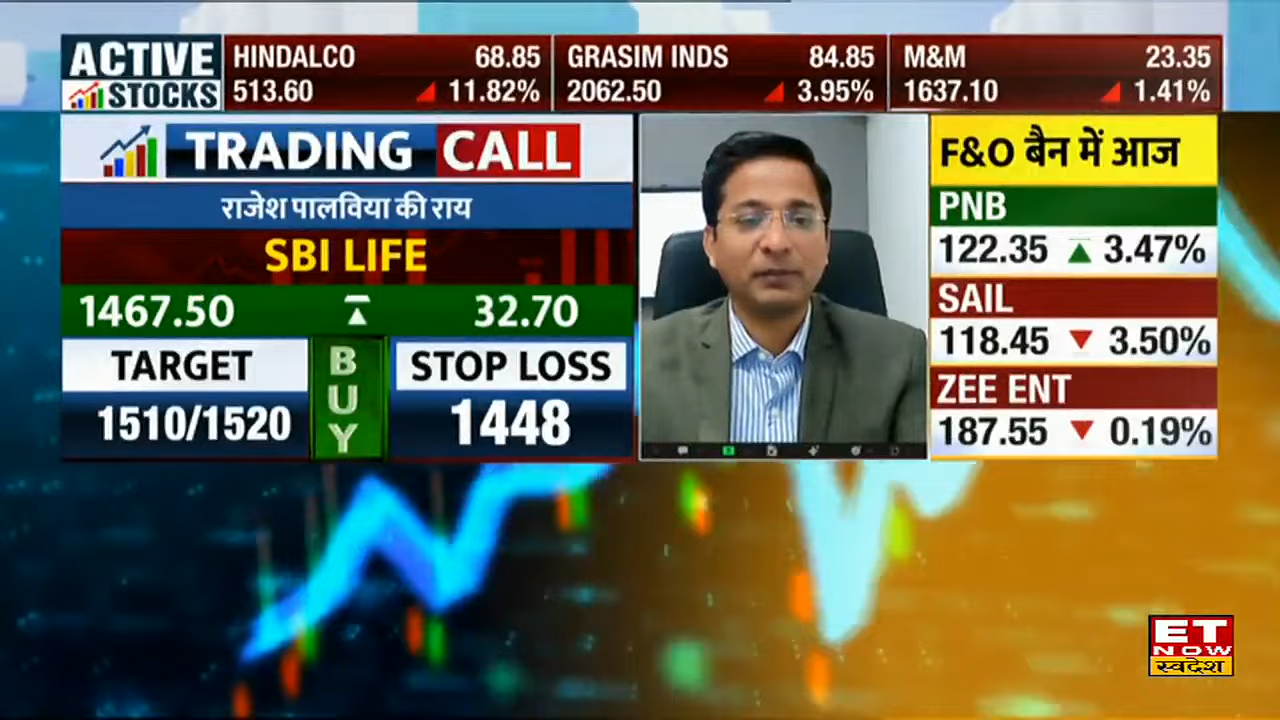 ACTIVE STOCKS
HINDALCO 68.85
513.60 11.82%
GRASIM INDS 84.85
2062.50 3.95%
M&M 23.35
1637.10 1.41%
TRADING CALL
राजेश पालविया की राय
SBI LIFE
1467.50 32.70
TARGET
1510/1520
BUY
STOP LOSS
1448
F&O बैन में आज
PNB
122.35 3.47%
SAIL
118.45 3.50%
ZEE ENT
187.55 0.19%
ET
NOW
स्वदेश